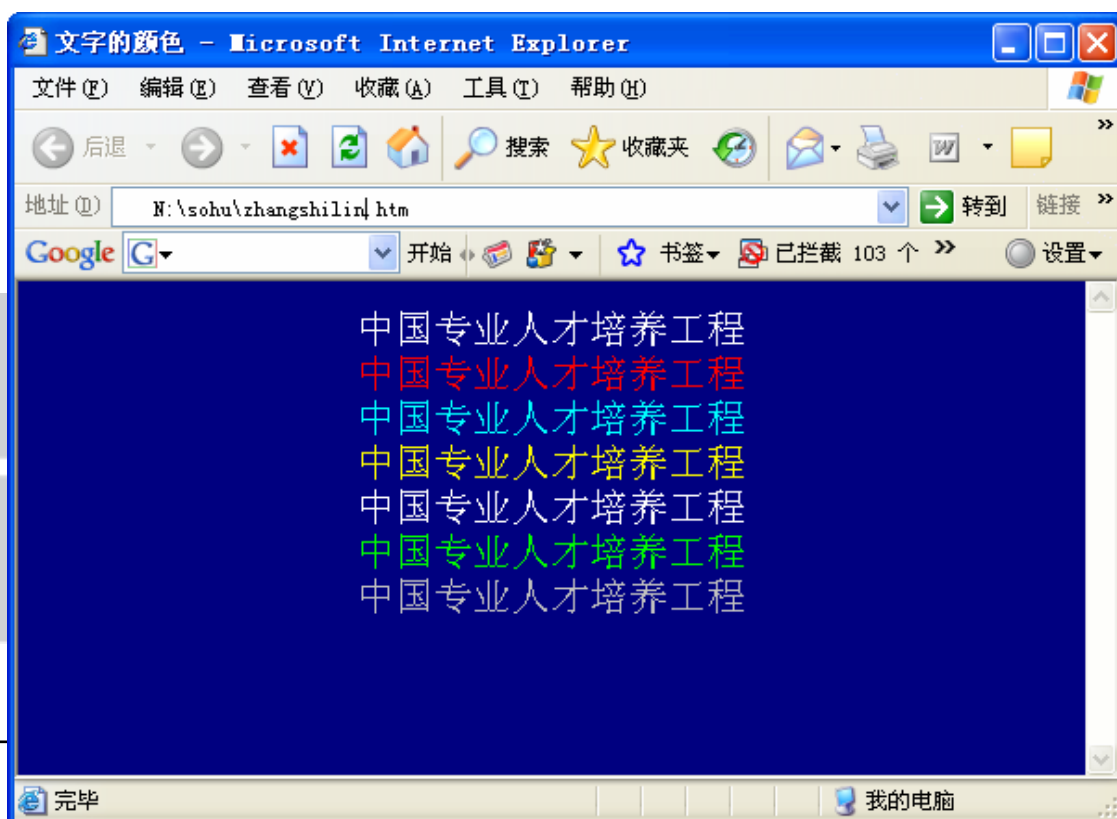 文字的颜色 - Microsoft Internet Explorer
文件(F) 编辑(E) 查看(V) 收藏(A) 工具(T) 帮助(H)
后退 搜索 收藏夹 W »
地址(D) N:\sohu\zhangshilin.htm 转到 链接 »
Google G 开始 书签 已拦截 103 个 » 设置
中国专业人才培养工程
中国专业人才培养工程
中国专业人才培养工程
中国专业人才培养工程
中国专业人才培养工程
中国专业人才培养工程
中国专业人才培养工程
完毕 我的电脑